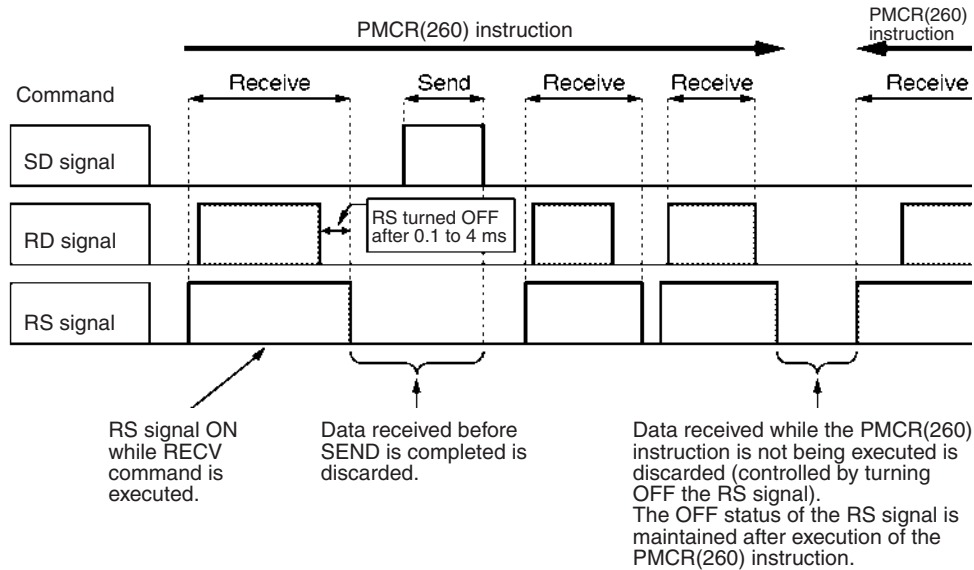 PMCR(260) instruction
PMCR(260)
instruction
Command
Receive
Send
Receive
Receive
Receive
SD signal
RD signal
RS turned OFF
after 0.1 to 4 ms
RS signal
RS signal ON
while RECV
command is
executed.
Data received before
SEND is completed is
discarded.
Data received while the PMCR(260)
instruction is not being executed is
discarded (controlled by turning
OFF the RS signal).
The OFF status of the RS signal is
maintained after execution of the
PMCR(260) instruction.